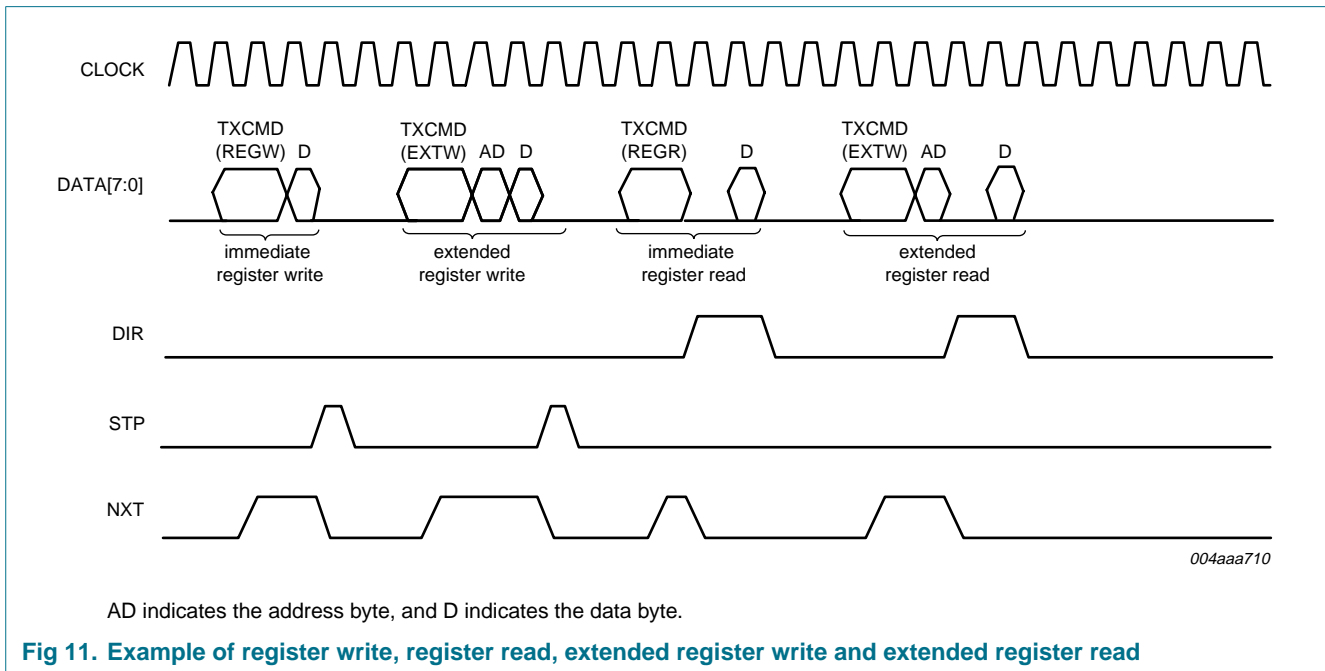 CLOCK
TXCMD TXCMD TXCMD TXCMD
(REGW) D (EXTW) AD D (REGR) D (EXTW) AD D
DATA[7:0]
immediate extended immediate extended
register write register write register read register read
DIR
STP
NXT
004aaa710
AD indicates the address byte, and D indicates the data byte.
Fig 11. Example of register write, register read, extended register write and extended register read